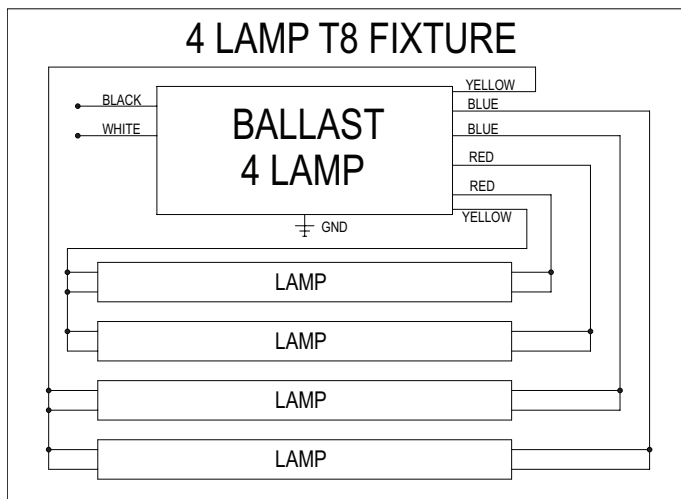 4 LAMP T8 FIXTURE
YELLOW
BLACK
BLUE
BALLAST
WHITE
BLUE
4 LAMP
RED
RED
YELLOW
GND
LAMP
LAMP
LAMP
LAMP